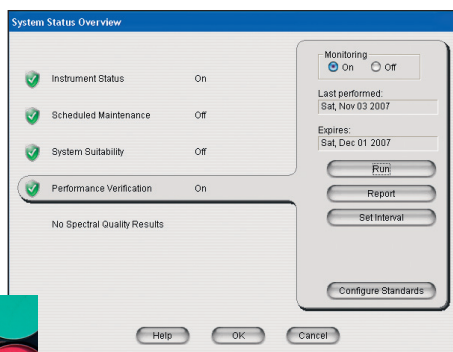 System Status Overview
Instrument Status On
Scheduled Maintenance Off
System Suitability Off
Performance Verification On
No Spectral Quality Results
Monitoring
On Off
Last performed:
Sat, Nov 03 2007
Expires:
Sat, Dec 01 2007
Run
Report
Set Interval
Configure Standards
Help OK Cancel